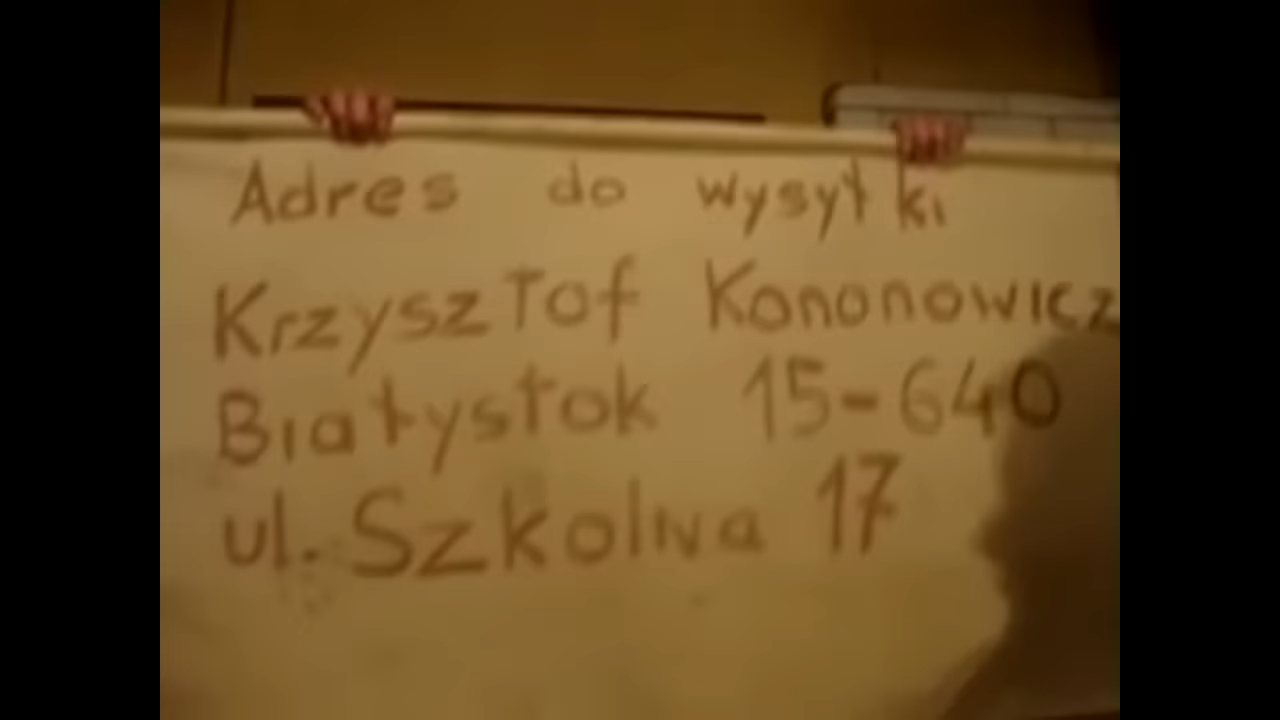 Adres do wysyłki
Krzysztof Kononowicz
Białystok 15-640
ul. Szkolna 17